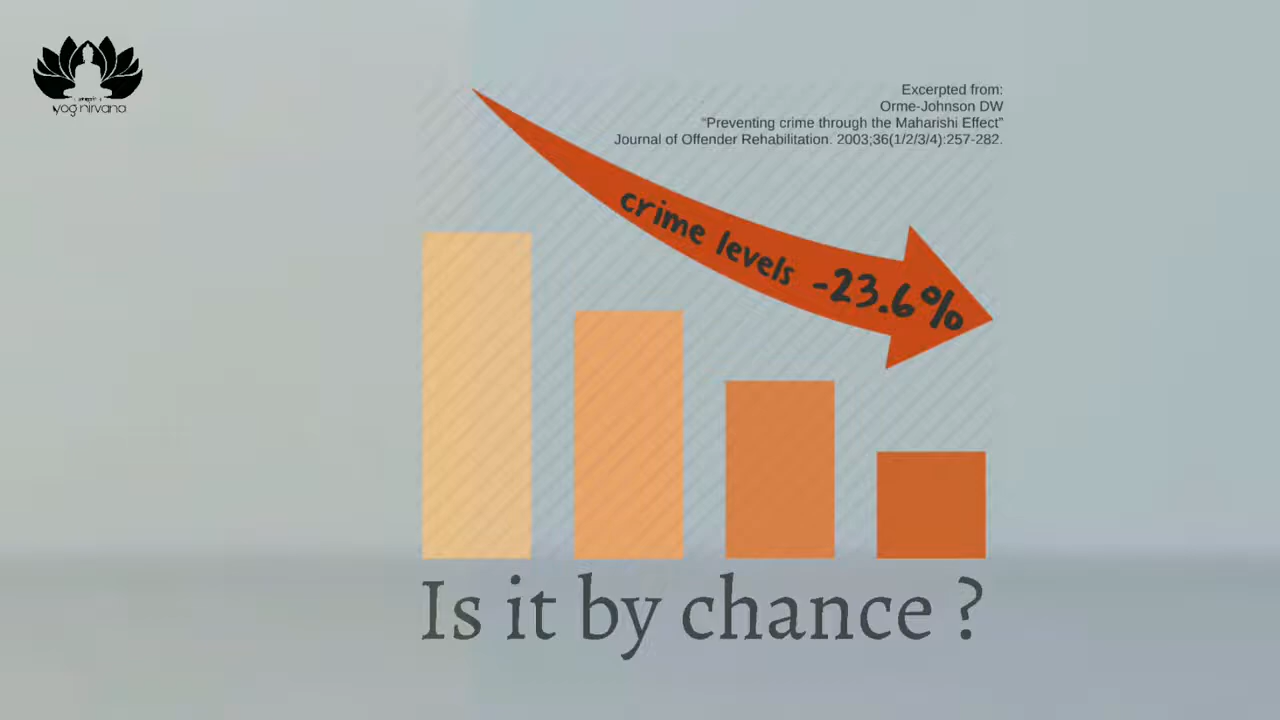 yog nirvana
Excerpted from:
Orme-Johnson DW
“Preventing crime through the Maharishi Effect”
Journal of Offender Rehabilitation. 2003;36(1/2/3/4):257-282.
crime levels -23.6%
Is it by chance ?